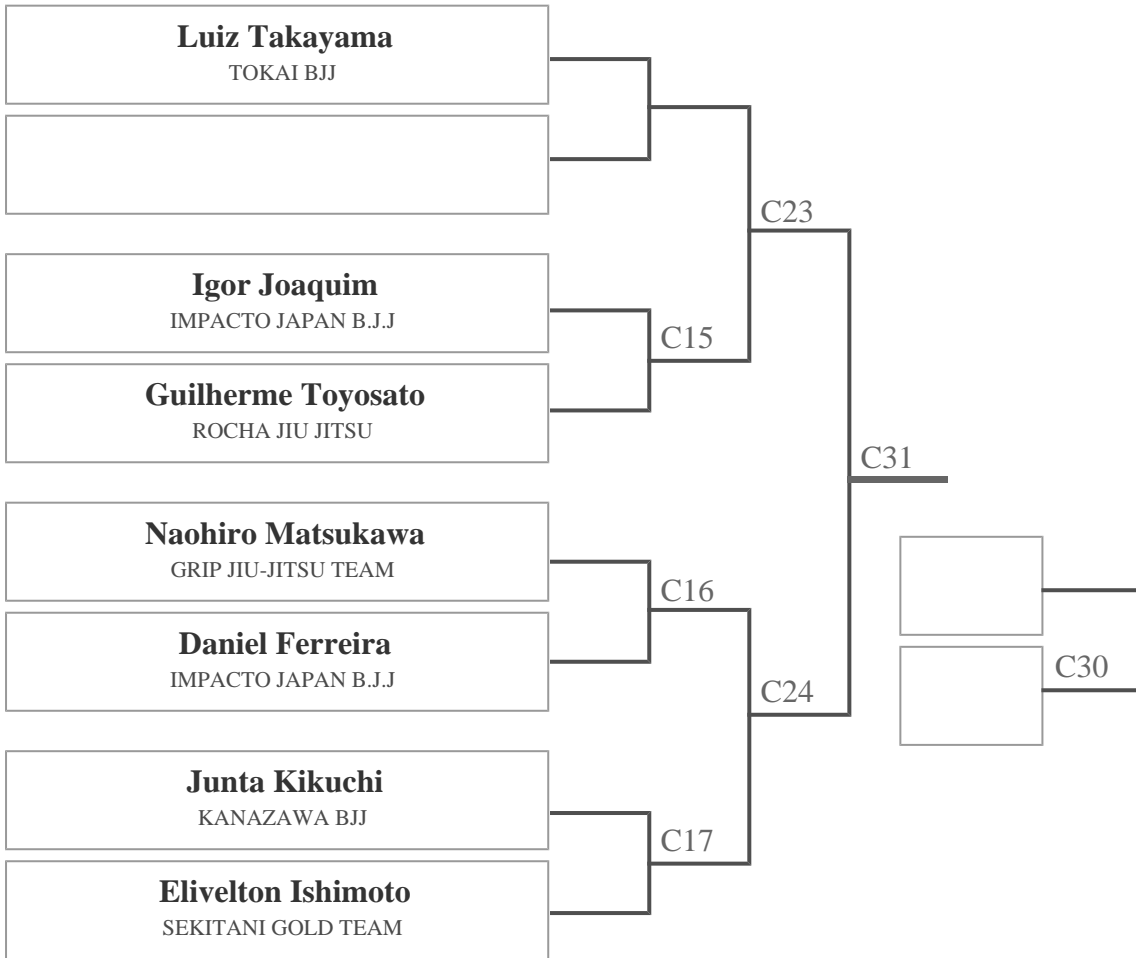 Luiz Takayama
TOKAI BJJ
C23
Igor Joaquim
IMPACTO JAPAN B.J.J
C15
Guilherme Toyosato
ROCHA JIU JITSU
C31
Naohiro Matsukawa
GRIP JIU-JITSU TEAM
C16
Daniel Ferreira
IMPACTO JAPAN B.J.J
C30
C24
Junta Kikuchi
KANAZAWA BJJ
C17
Elivelton Ishimoto
SEKITANI GOLD TEAM